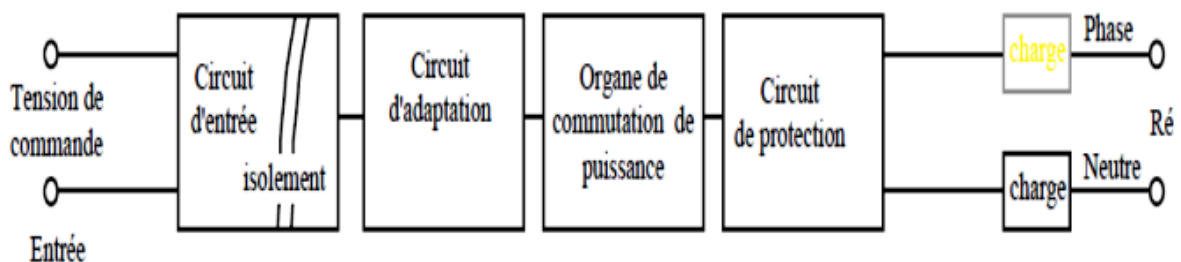 Tension de
commande
Entrée
Circuit
d'entrée
isolement
Circuit
d'adaptation
Organe de
commutation de
puissance
Circuit
de protection
charge
Phase
charge
Neutre
Ré